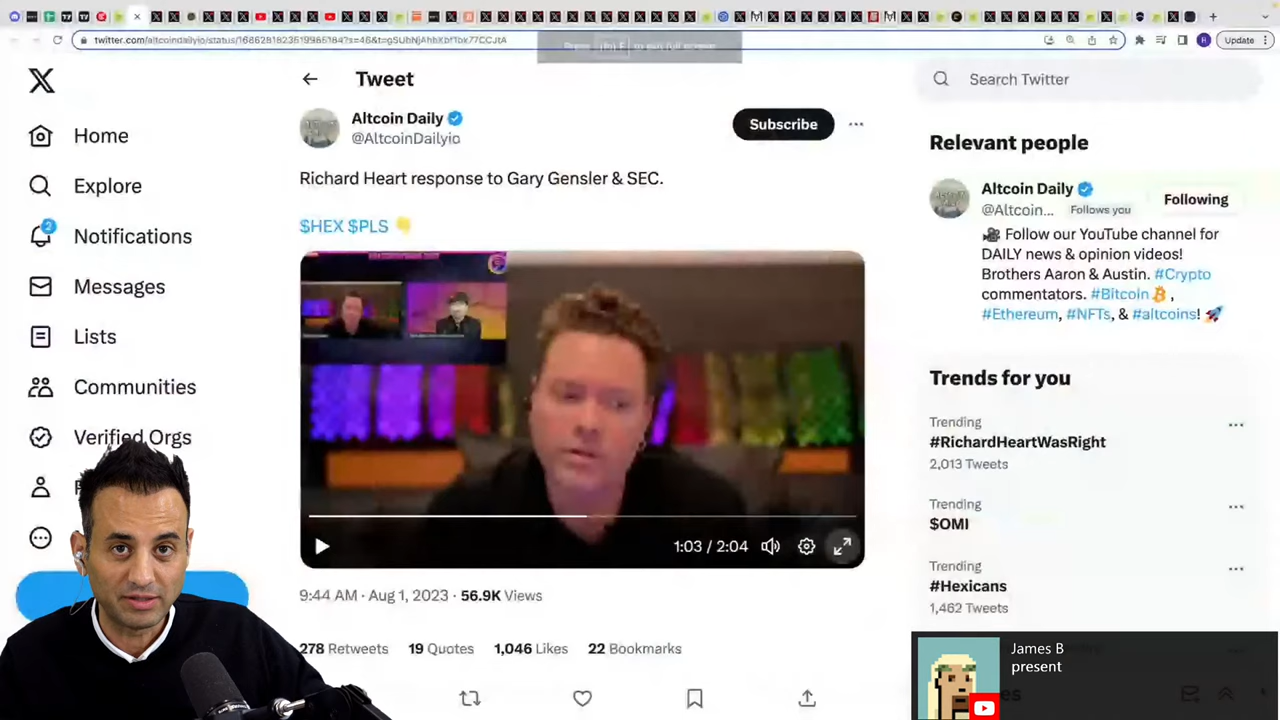 Update
Tweet
Search Twitter
Altcoin Daily
@AltcoinDailyio
Subscribe
Home
Richard Heart response to Gary Gensler & SEC.
Relevant people
Explore
$HEX $PLS
Altcoin Daily
@Altcoin...
Follows you
Following
Notifications
2
Follow our YouTube channel for
DAILY news & opinion videos!
Brothers Aaron & Austin. #Crypto
commentators. #Bitcoin ,
#Ethereum, #NFTs, & #altcoins!
Messages
Lists
Communities
Verified Orgs
Trends for you
Trending
#RichardHeartWasRight
2,013 Tweets
Trending
$OMI
Trending
#Hexicans
1,462 Tweets
1:03 / 2:04
9:44 AM · Aug 1, 2023 · 56.9K Views
278 Retweets 19 Quotes 1,046 Likes 22 Bookmarks
James B
present